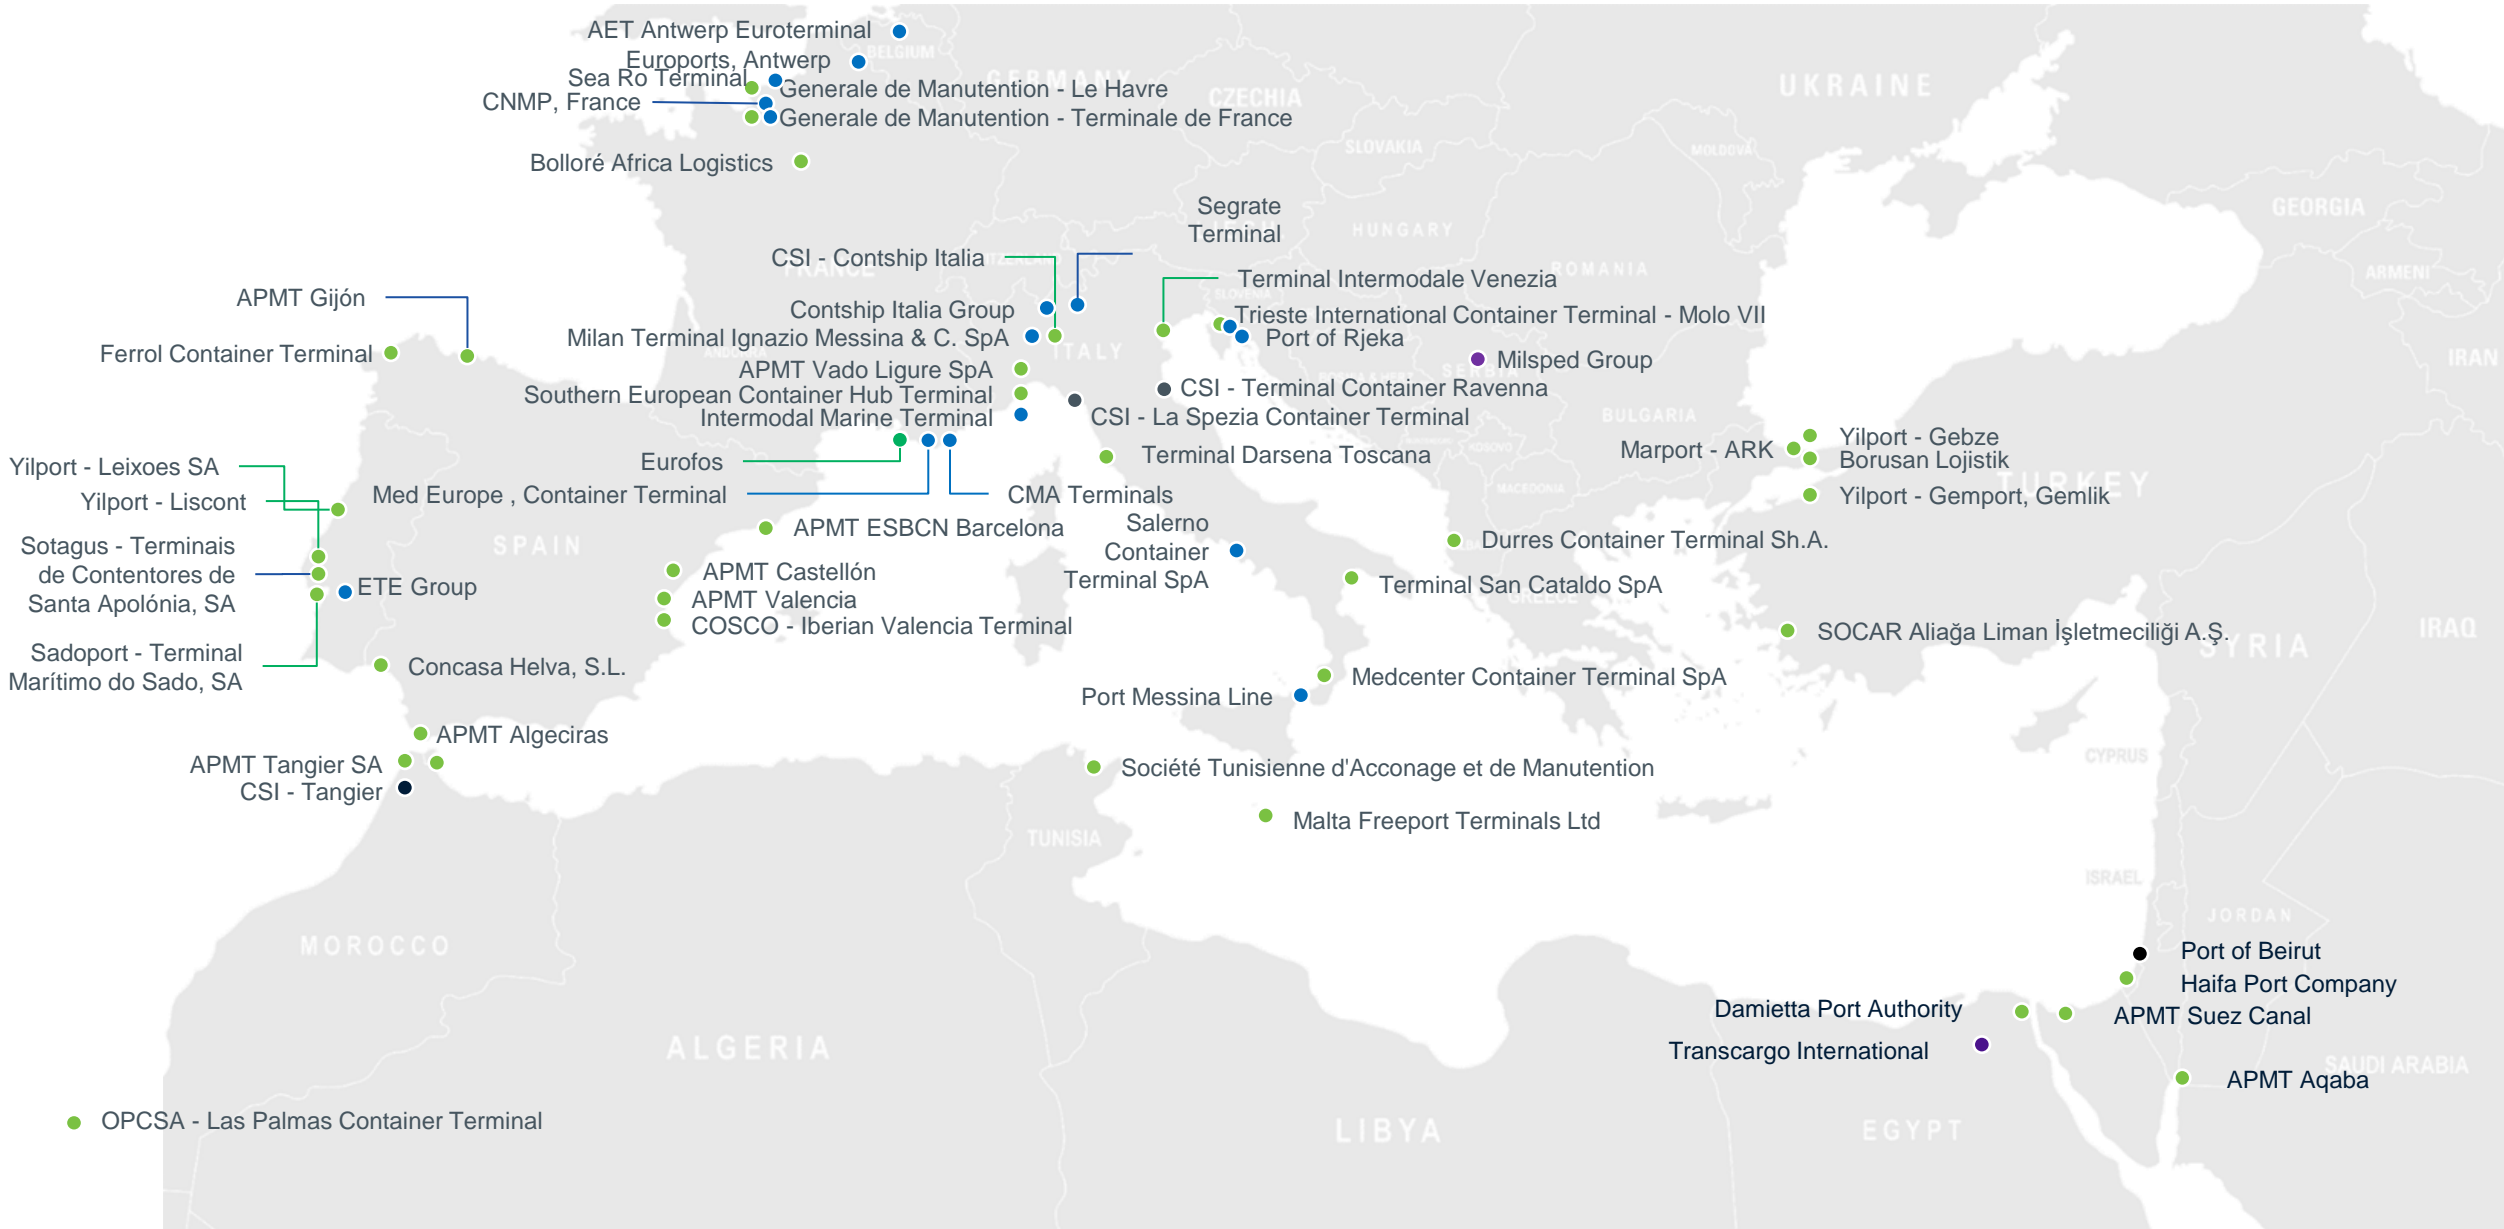 AET Antwerp Euroterminal
BELGIUM
Euroports, Antwerp
Sea Ro Terminal
GERMANY
UKRAINE
Generale de Manutention - Le Havre
CZECHIA
CNMP, France
Generale de Manutention - Terminale de France
SLOVAKIA
MOLDOVA
Bolloré Africa Logistics
Segrate
Terminal
GEORGIA
HUNGARY
CSI - Contship Italia
FRANCE
ROMANIA
ARMENI
Terminal Intermodale Venezia
SLOVENIA
APMT Gijón
Contship Italia Group
Trieste International Container Terminal - Molo VII
Milan Terminal Ignazio Messina & C. SpA
Port of Rjeka
ITALY
Ferrol Container Terminal
IRAN
Milsped Group
APMT Vado Ligure SpA
SERBIA
CSI - Terminal Container Ravenna
Southern European Container Hub Terminal
Intermodal Marine Terminal
CSI - La Spezia Container Terminal
BULGARIA
Yilport - Gebze
Marport - ARK
KOSOVO
Borusan Lojistik
Terminal Darsena Toscana
Eurofos
Yilport - Leixoes SA
TURKEY
MACEDONIA
Med Europe , Container Terminal
CMA Terminals
Yilport - Gemport, Gemlik
Yilport - Liscont
APMT ESBCN Barcelona
Salerno
Container
Terminal SpA
SPAIN
Durres Container Terminal Sh.A.
Sotagus - Terminais
de Contentores de
Santa Apolónia, SA
ETE Group
APMT Castellón
APMT Valencia
COSCO - Iberian Valencia Terminal
Terminal San Cataldo SpA
GREECE
SOCAR Aliağa Liman İşletmeciliği A.Ş.
IRAQ
SYRIA
Sadoport - Terminal
Marítimo do Sado, SA
Concasa Helva, S.L.
Medcenter Container Terminal SpA
Port Messina Line
APMT Algeciras
CYPRUS
APMT Tangier SA
Société Tunisienne d'Acconage et de Manutention
CSI - Tangier
Malta Freeport Terminals Ltd
TUNISIA
ISRAEL
JORDAN
MOROCCO
Port of Beirut
Haifa Port Company
Damietta Port Authority
APMT Suez Canal
ALGERIA
Transcargo International
SAUDI ARABIA
APMT Aqaba
OPCSA - Las Palmas Container Terminal
LIBYA
EGYPT